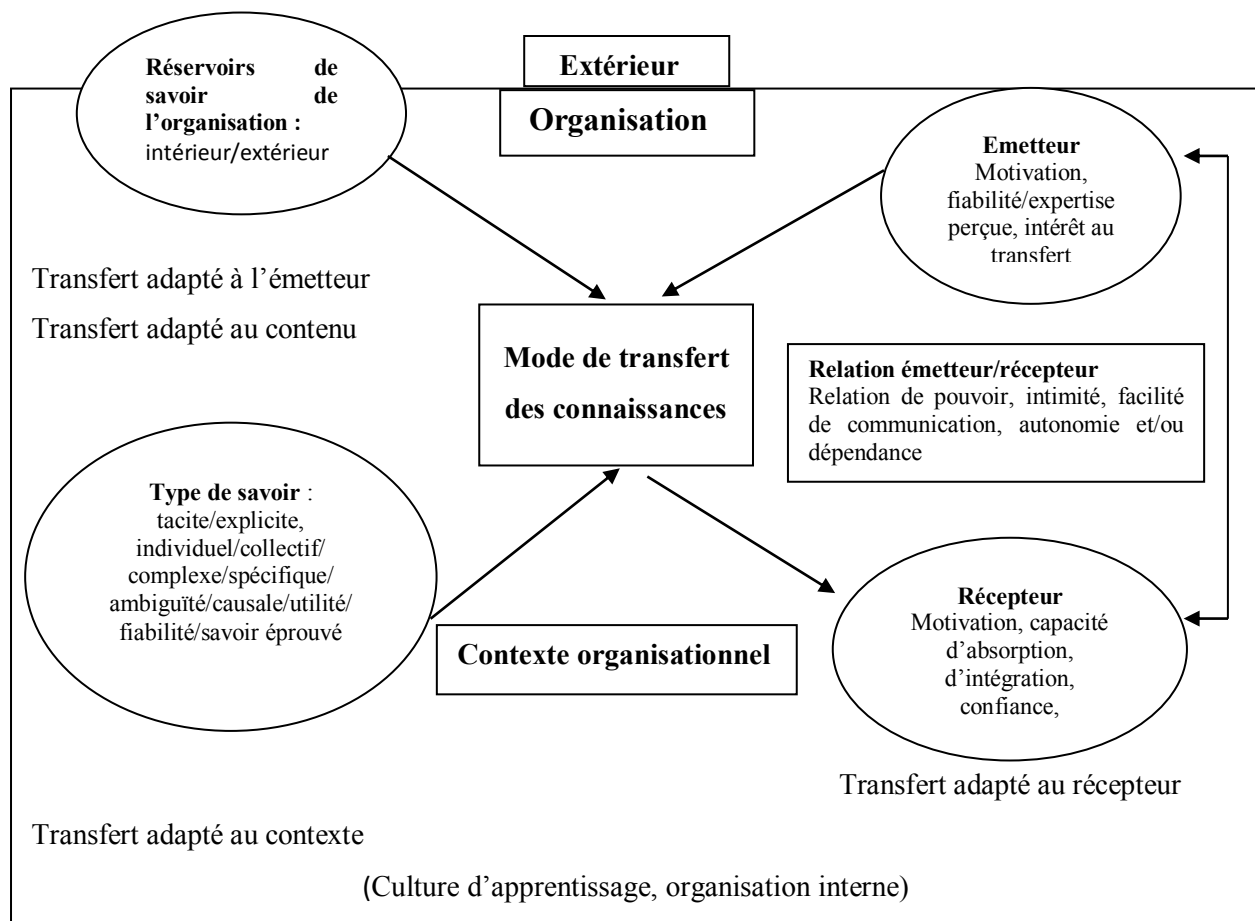 Réservoirs de
savoir de
l'organisation :
intérieur/extérieur
Extérieur
Organisation
Emetteur
Motivation,
fiabilité/expertise
perçue, intérêt au
transfert
Transfert adapté à l'émetteur
Transfert adapté au contenu
Mode de transfert
des connaissances
Relation émetteur/récepteur
Relation de pouvoir, intimité, facilité
de communication, autonomie et/ou
dépendance
Type de savoir :
tacite/explicite,
individuel/collectif/
complexe/spécifique/
ambiguïté/causale/utilité/
fiabilité/savoir éprouvé
Contexte organisationnel
Récepteur
Motivation, capacité
d'absorption,
d'intégration,
confiance,
Transfert adapté au récepteur
Transfert adapté au contexte
(Culture d'apprentissage, organisation interne)